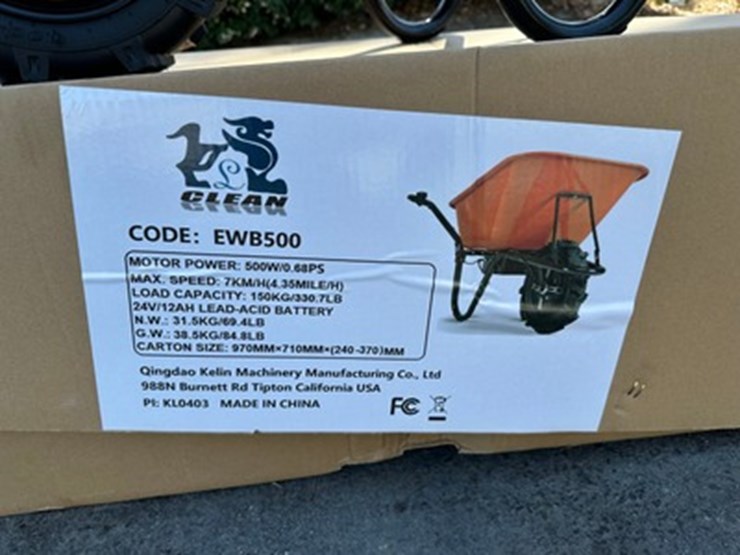 CLEAN
CODE: EWB500
MOTOR POWER: 500W/0.68PS
MAX. SPEED: 7KM/H(4.35MILE/H)
LOAD CAPACITY: 150KG/330.7LB
24V/12AH LEAD-ACID BATTERY
N.W.: 31.5KG/69.4LB
G.W.: 38.5KG/84.8LB
CARTON SIZE: 970MM×710MM×(240-370)MM
Qingdao Kelin Machinery Manufacturing Co., Ltd
988N Burnett Rd Tipton California USA
PI: KL0403 MADE IN CHINA
FC